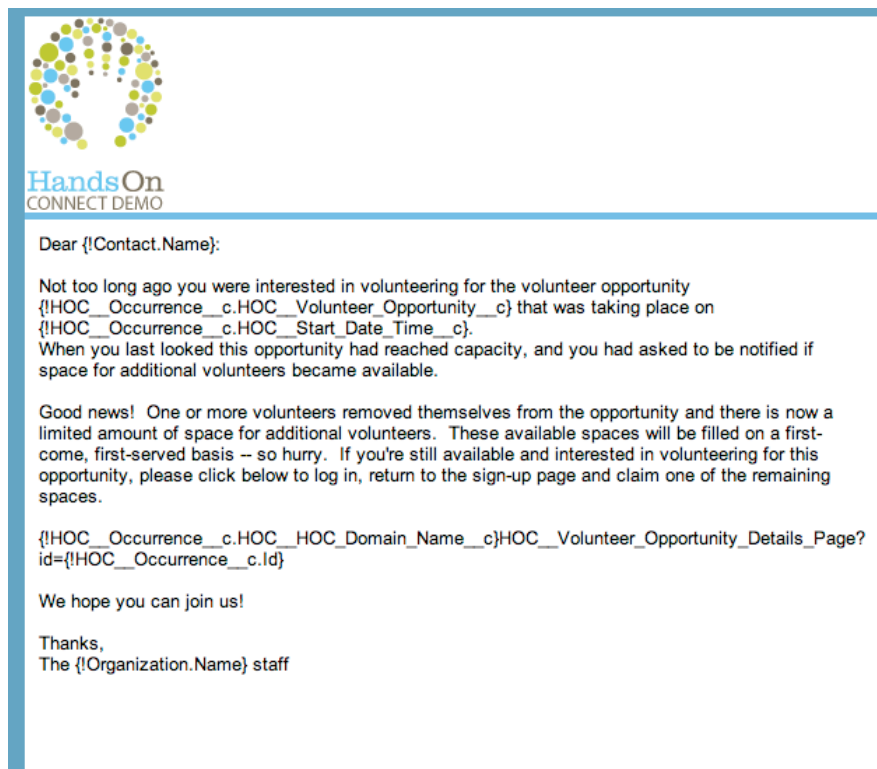 HandsOn
CONNECT DEMO
Dear {!Contact.Name}:
Not too long ago you were interested in volunteering for the volunteer opportunity
{!HOC__Occurrence__c.HOC__Volunteer_Opportunity__c} that was taking place on
{!HOC__Occurrence__c.HOC__Start_Date_Time__c}.
When you last looked this opportunity had reached capacity, and you had asked to be notified if
space for additional volunteers became available.
Good news!  One or more volunteers removed themselves from the opportunity and there is now a
limited amount of space for additional volunteers.  These available spaces will be filled on a first-
come, first-served basis -- so hurry.  If you're still available and interested in volunteering for this
opportunity, please click below to log in, return to the sign-up page and claim one of the remaining
spaces.
{!HOC__Occurrence__c.HOC__HOC_Domain_Name__c}HOC__Volunteer_Opportunity_Details_Page?
id={!HOC__Occurrence__c.Id}
We hope you can join us!
Thanks,
The {!Organization.Name} staff